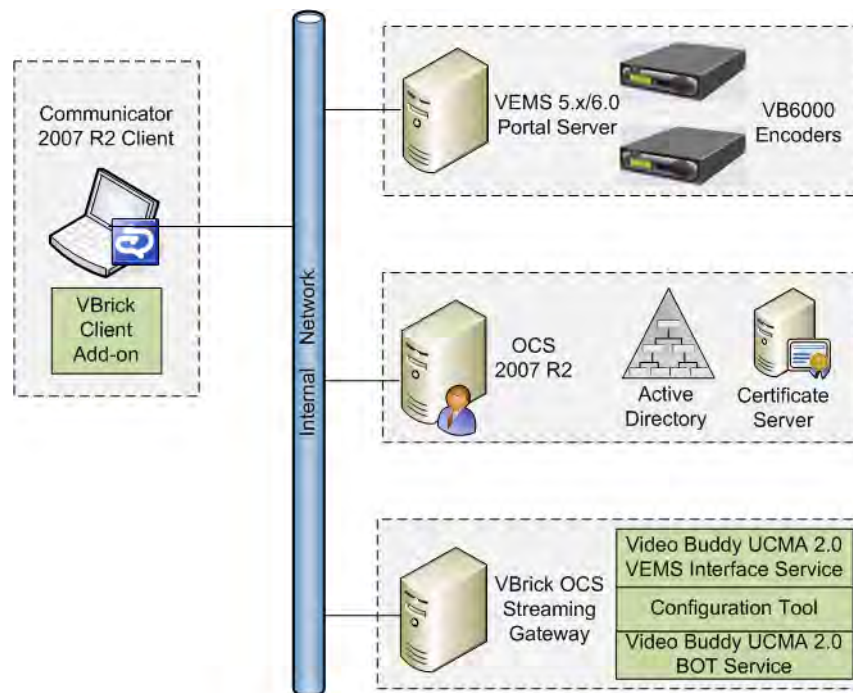 Communicator
2007 R2 Client
VBrick
Client
Add-on
Internal Network
VEMS 5.x/6.0
Portal Server
VB6000
Encoders
OCS
2007 R2
Active
Directory
Certificate
Server
VBrick OCS
Streaming
Gateway
Video Buddy UCMA 2.0
VEMS Interface Service
Configuration Tool
Video Buddy UCMA 2.0
BOT Service